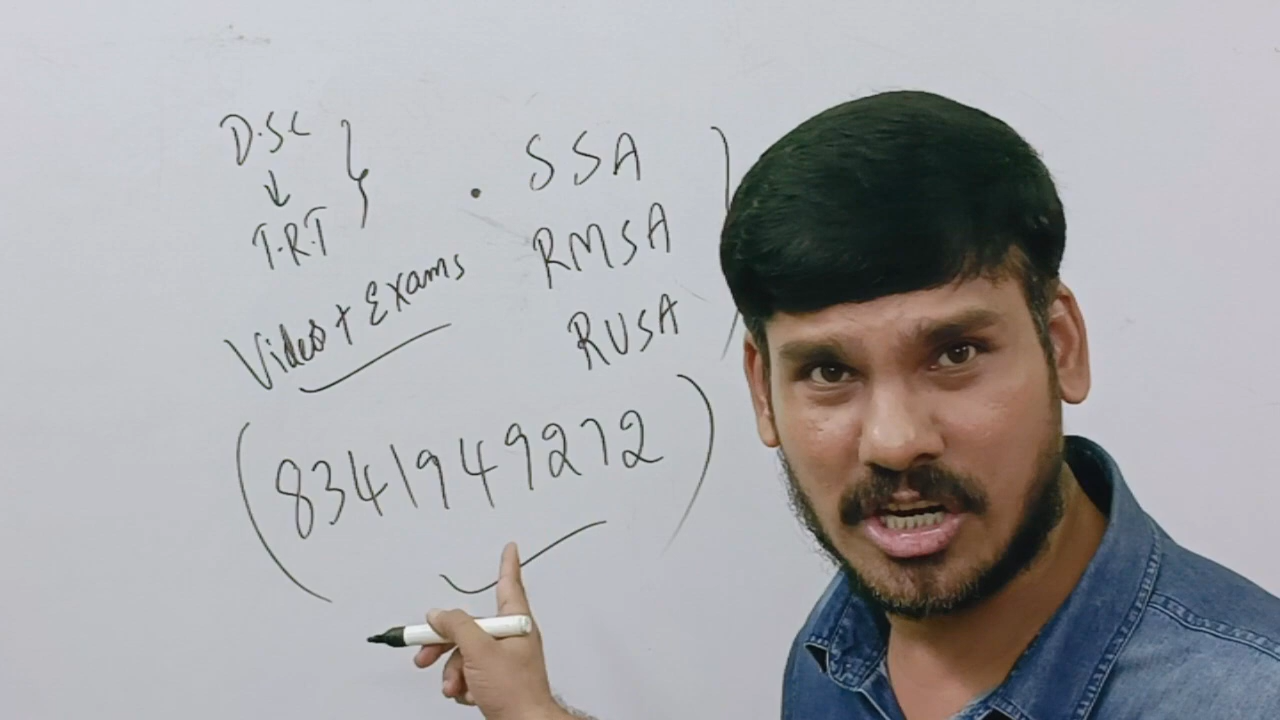 D.SC
T.R.T
Video + Exams
SSA
RMSA
RUSA
(8341949272)